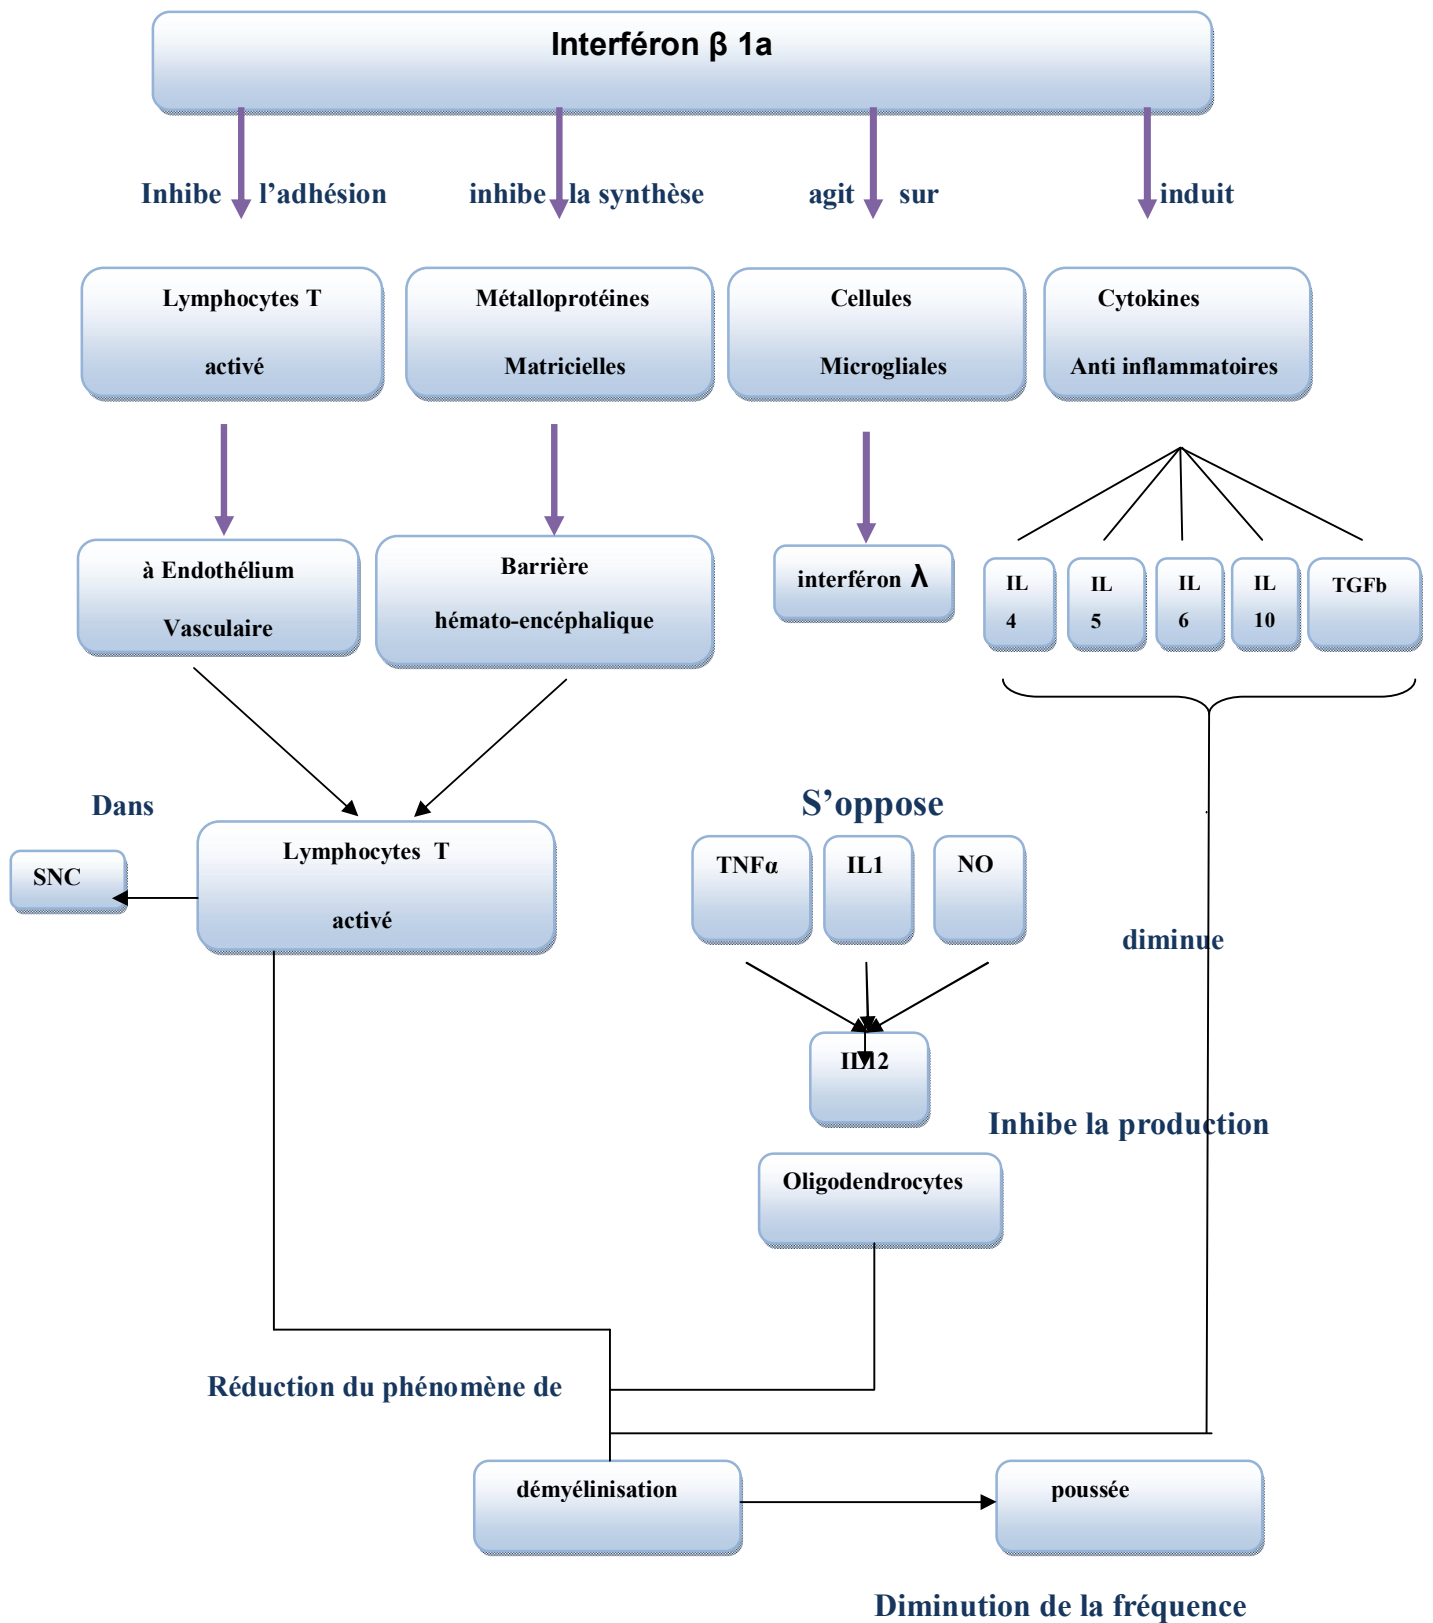 Interféron β 1a
Inhibe l’adhésion
inhibe la synthèse
agit sur
induit
Lymphocytes T
activé
Métalloprotéines
Matricielles
Cellules
Microgliales
Cytokines
Anti inflammatoires
à Endothélium
Vasculaire
Barrière
hémato-encéphalique
interféron λ
IL
4
IL
5
IL
6
IL
10
TGFb
Dans
SNC
Lymphocytes T
activé
S’oppose
TNFα
IL1
NO
diminue
IL12
Inhibe la production
Oligodendrocytes
Réduction du phénomène de
démyélinisation
poussée
Diminution de la fréquence